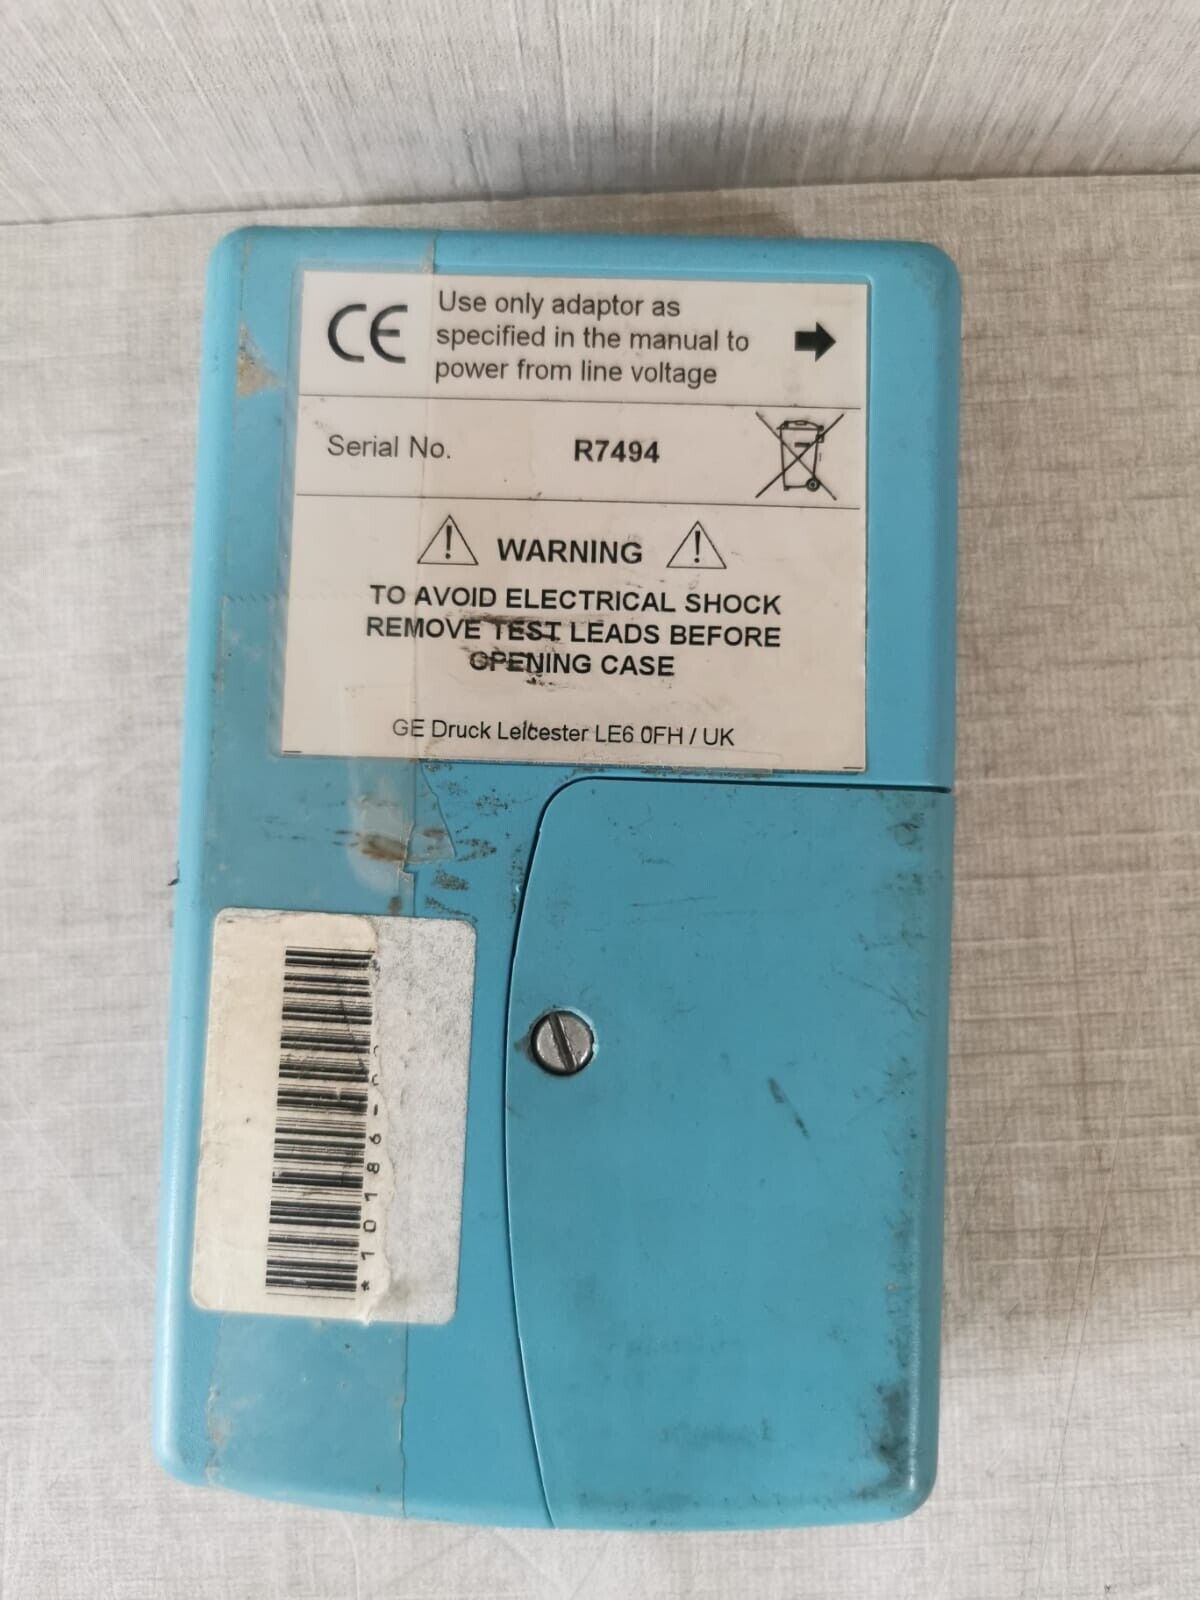 CE
Use only adaptor as
specified in the manual to
power from line voltage
Serial No. R7494
WARNING
TO AVOID ELECTRICAL SHOCK
REMOVE TEST LEADS BEFORE
OPENING CASE
GE Druck Leicester LE6 0FH / UK
*10186-